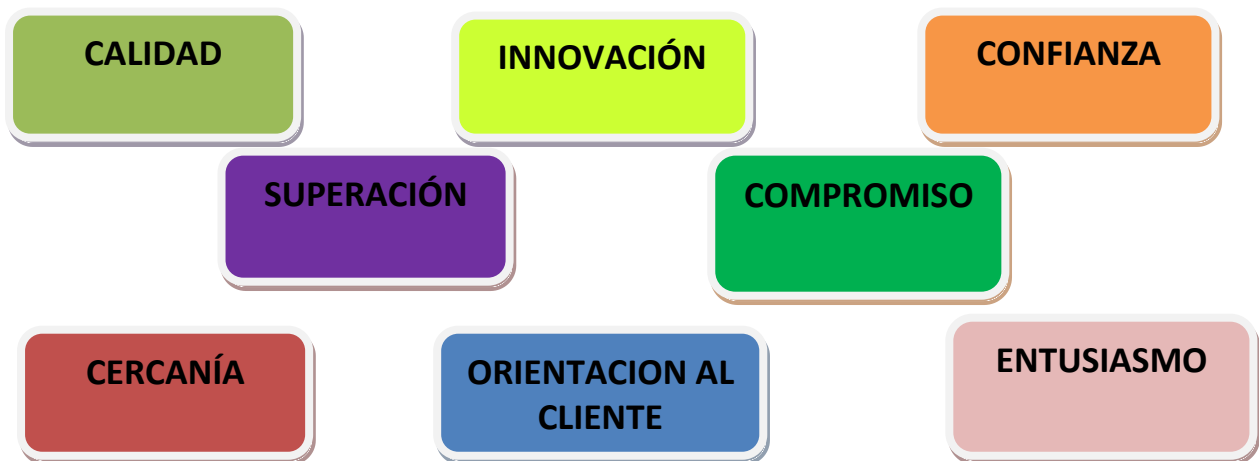 CALIDAD
INNOVACIÓN
CONFIANZA
SUPERACIÓN
COMPROMISO
CERCANÍA
ORIENTACION AL
CLIENTE
ENTUSIASMO